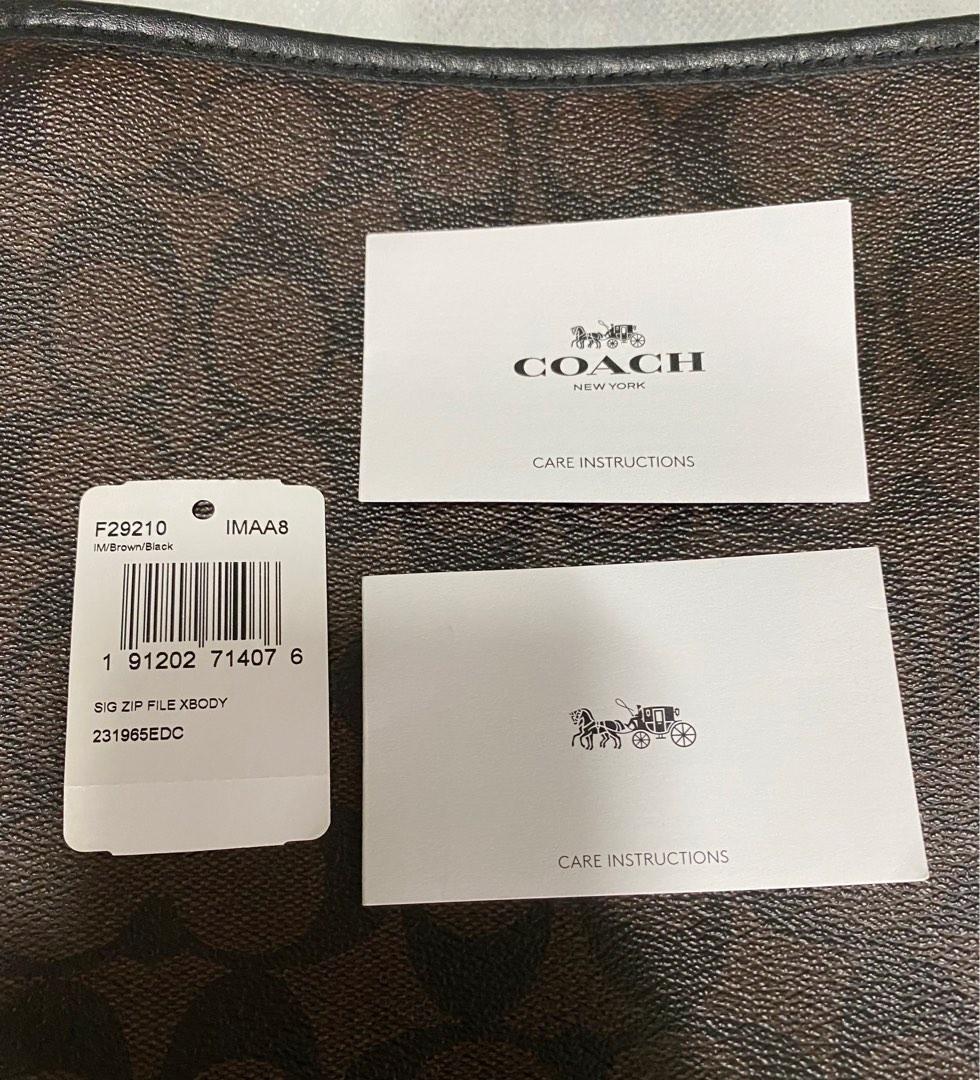 COACH
NEW YORK
CARE INSTRUCTIONS
F29210 IMAA8
IM/Brown/Black
1 91202 71407 6
SIG ZIP FILE XBODY
231965EDC
CARE INSTRUCTIONS